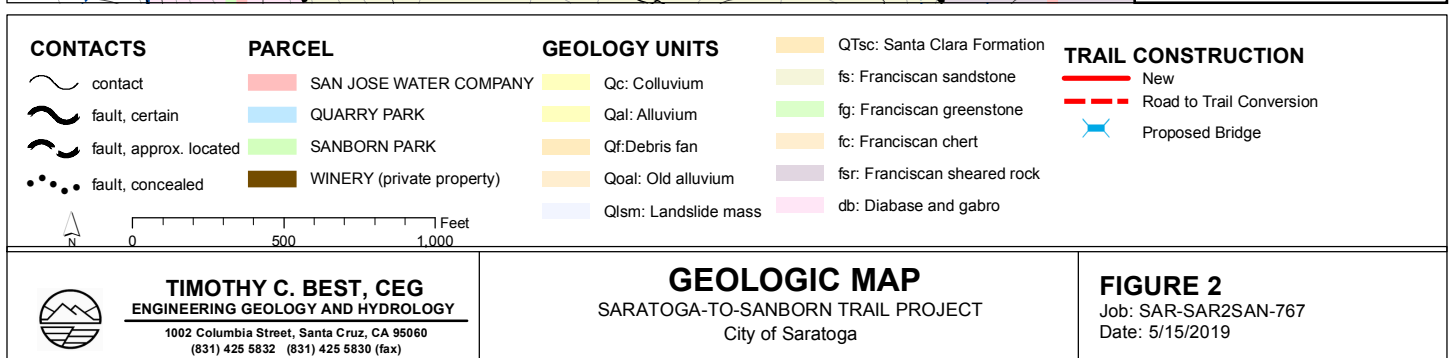 CONTACTS
contact
fault, certain
fault, approx. located
fault, concealed
PARCEL
SAN JOSE WATER COMPANY
QUARRY PARK
SANBORN PARK
WINERY (private property)
GEOLOGY UNITS
Qc: Colluvium
Qal: Alluvium
Qf:Debris fan
Qoal: Old alluvium
Qlsm: Landslide mass
QTsc: Santa Clara Formation
fs: Franciscan sandstone
fg: Franciscan greenstone
fc: Franciscan chert
fsr: Franciscan sheared rock
db: Diabase and gabro
TRAIL CONSTRUCTION
New
Road to Trail Conversion
Proposed Bridge
N
Feet
0 500 1,000
TIMOTHY C. BEST, CEG
ENGINEERING GEOLOGY AND HYDROLOGY
1002 Columbia Street, Santa Cruz, CA 95060
(831) 425 5832 (831) 425 5830 (fax)
GEOLOGIC MAP
SARATOGA-TO-SANBORN TRAIL PROJECT
City of Saratoga
FIGURE 2
Job: SAR-SAR2SAN-767
Date: 5/15/2019